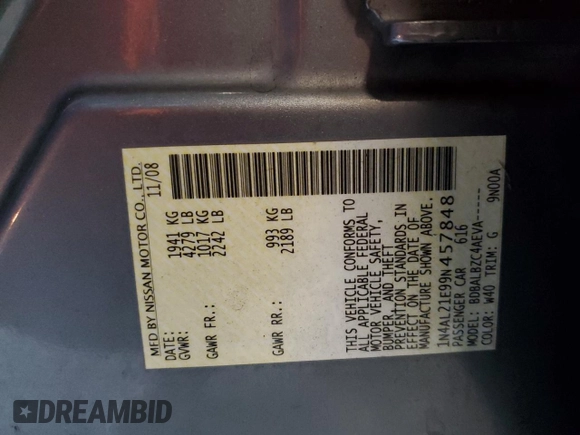 MFD BY NISSAN MOTOR CO., LTD.
DATE: 11/08
GVWR: 1941 KG
4279 LB
GAWR FR.: 1017 KG
2242 LB
GAWR RR.: 993 KG
2189 LB
THIS VEHICLE CONFORMS TO
ALL APPLICABLE FEDERAL
MOTOR VEHICLE SAFETY,
BUMPER, AND THEFT
PREVENTION STANDARDS IN
EFFECT ON THE DATE OF
MANUFACTURE SHOWN ABOVE.
1N4AL21E99N457848
PASSENGER CAR 616
MODEL: BDBALBZC4AEVA-----
COLOR: W40 TRIM: G 9N00A
DREAMBID